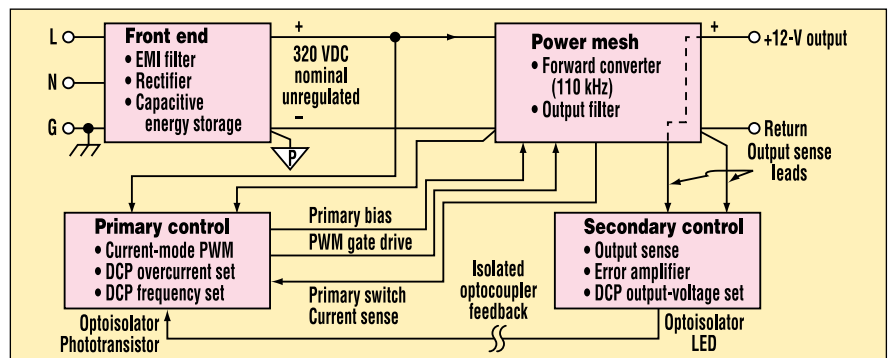 L
N
G
Front end
• EMI filter
• Rectifier
• Capacitive
energy storage
+
320 VDC
nominal
unregulated
–
P
Power mesh
• Forward converter
(110 kHz)
• Output filter
+
+12-V output
Return
Output sense
leads
Primary control
• Current-mode PWM
• DCP overcurrent set
• DCP frequency set
Primary bias
PWM gate drive
Primary switch
Current sense
Isolated
optocoupler
feedback
Secondary control
• Output sense
• Error amplifier
• DCP output-voltage set
Optoisolator
Phototransistor
Optoisolator
LED